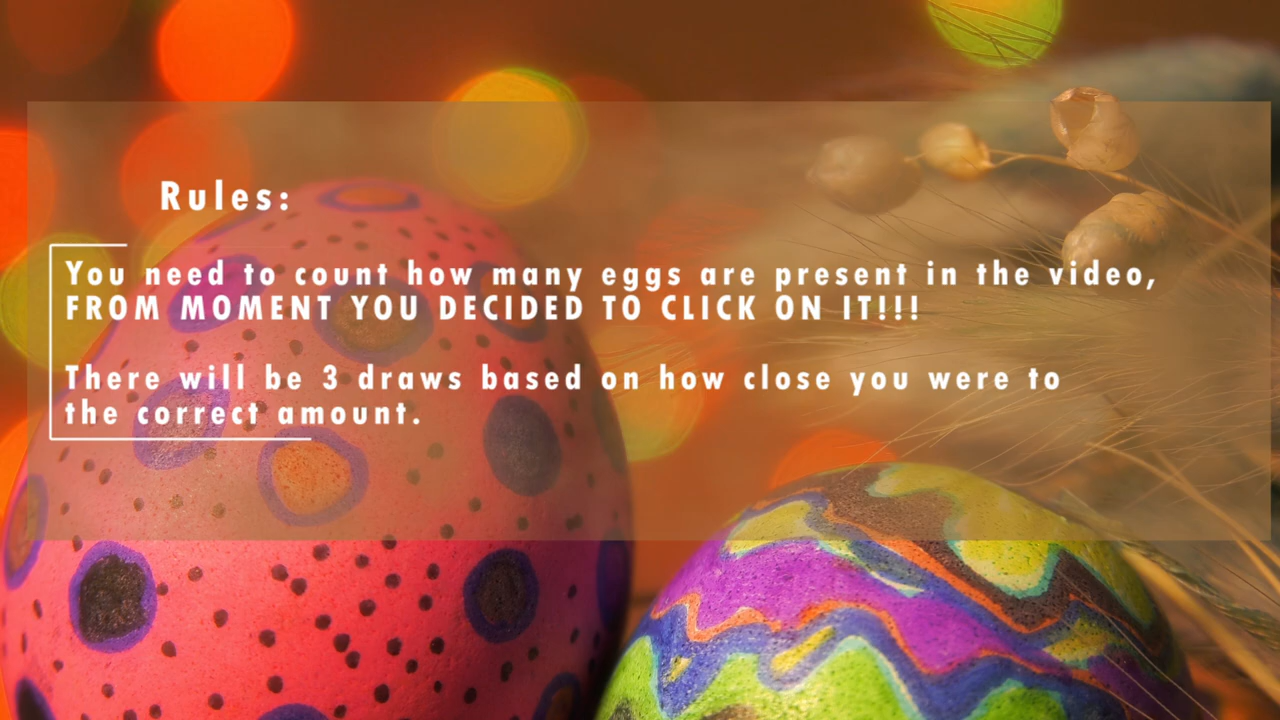 Rules:
You need to count how many eggs are present in the video,
FROM MOMENT YOU DECIDED TO CLICK ON IT!!!
There will be 3 draws based on how close you were to
the correct amount.